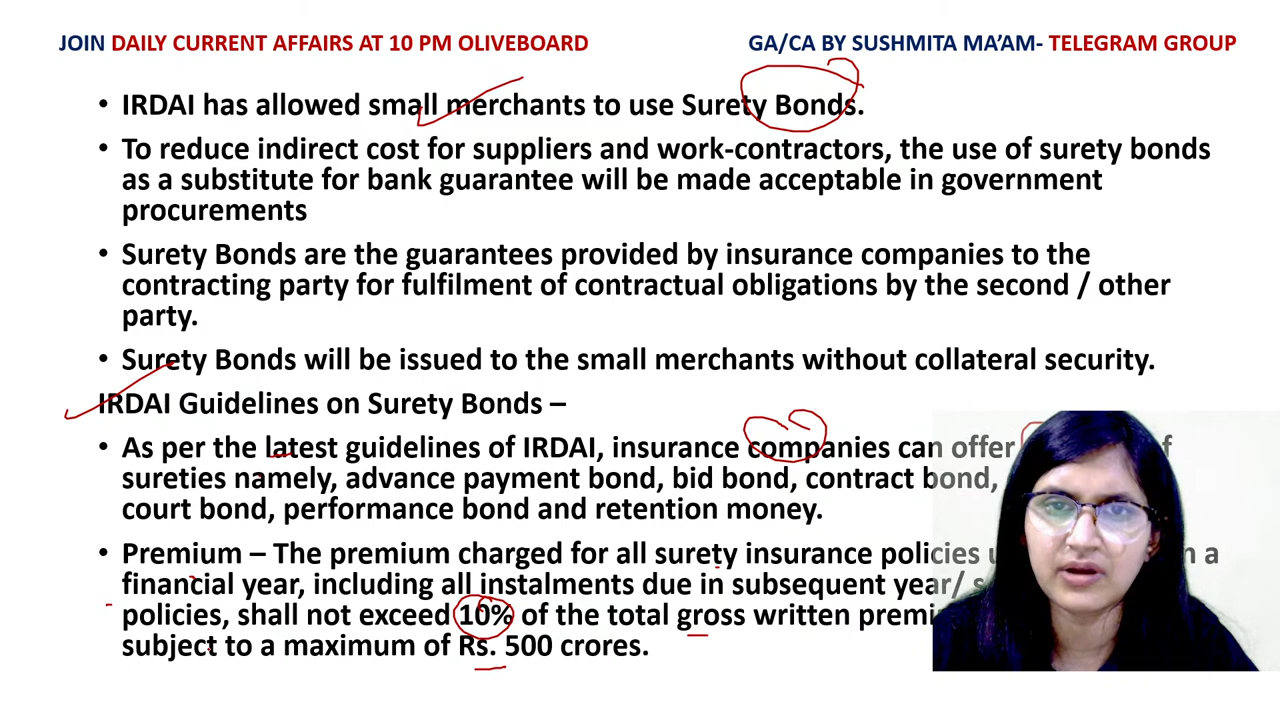 JOIN DAILY CURRENT AFFAIRS AT 10 PM OLIVEBOARD
GA/CA BY SUSHMITA MA'AM- TELEGRAM GROUP
• IRDAI has allowed small merchants to use Surety Bonds.
• To reduce indirect cost for suppliers and work-contractors, the use of surety bonds
as a substitute for bank guarantee will be made acceptable in government
procurements
• Surety Bonds are the guarantees provided by insurance companies to the
contracting party for fulfilment of contractual obligations by the second / other
party.
• Surety Bonds will be issued to the small merchants without collateral security.
IRDAI Guidelines on Surety Bonds –
• As per the latest guidelines of IRDAI, insurance companies can offer
sureties namely, advance payment bond, bid bond, contract bond,
court bond, performance bond and retention money.
• Premium – The premium charged for all surety insurance policies a
financial year, including all instalments due in subsequent year/
policies, shall not exceed 10% of the total gross written
subject to a maximum of Rs. 500 crores.